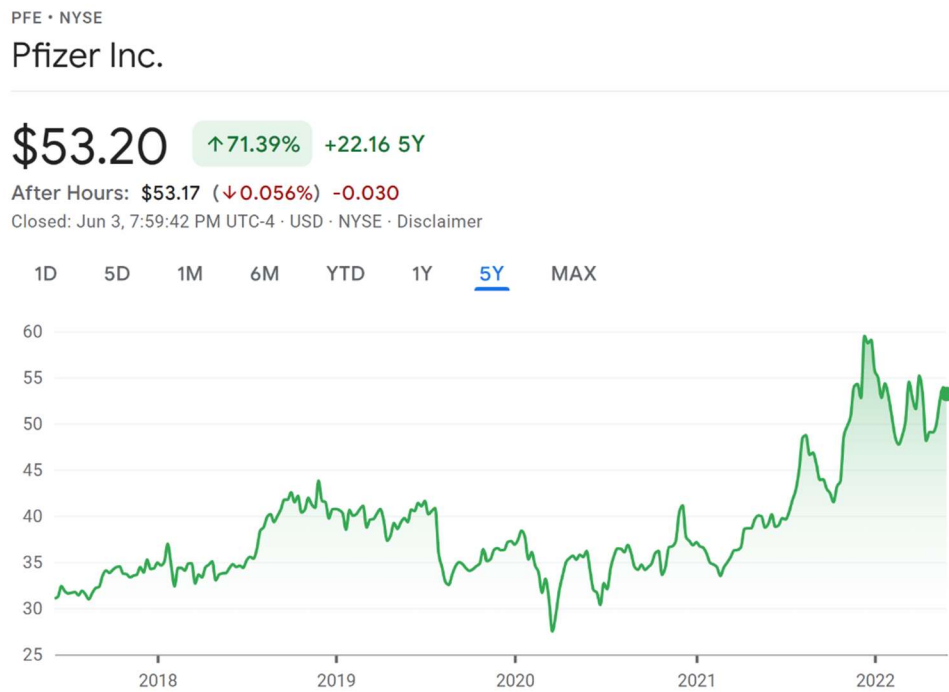 PFE • NYSE
Pfizer Inc.
$53.20 ↑71.39% +22.16 5Y
After Hours: $53.17 (↓0.056%) -0.030
Closed: Jun 3, 7:59:42 PM UTC-4 · USD · NYSE · Disclaimer
1D 5D 1M 6M YTD 1Y 5Y MAX
60
55
50
45
40
35
30
25
2018 2019 2020 2021 2022